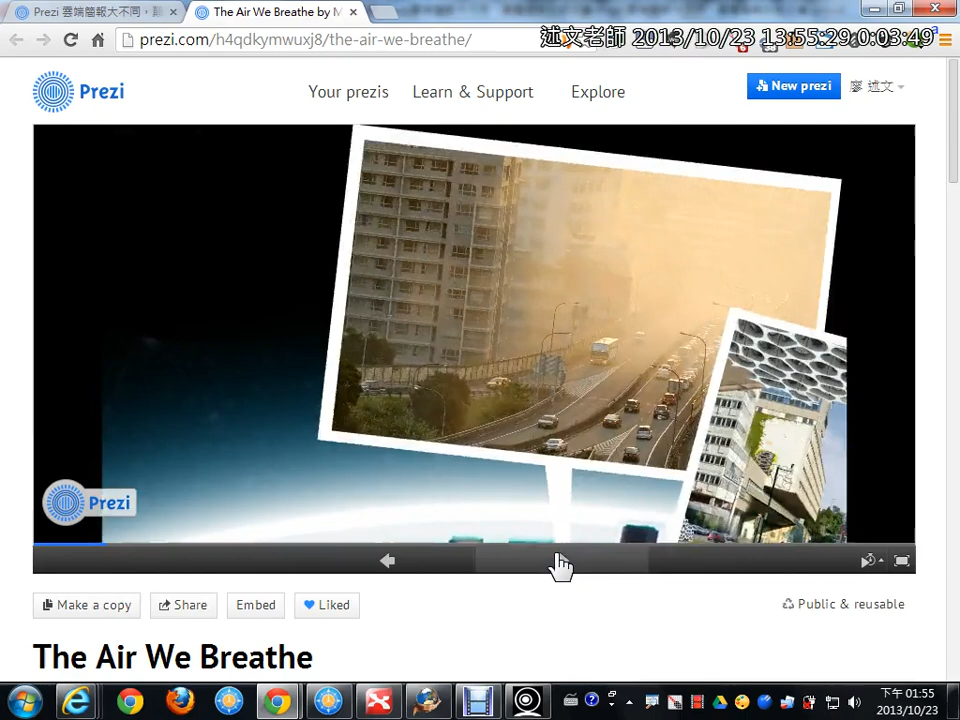 Prezi 雲端簡報大不同，
The Air We Breathe by M
prezi.com/h4qdkymwuxj8/the-air-we-breathe/
述文老師 2013/10/23 13:55:29 0:03:49
Prezi
Your prezis
Learn & Support
Explore
New prezi
廖 述文
Prezi
Make a copy
Share
Embed
Liked
Public & reusable
The Air We Breathe
下午 01:55
2013/10/23